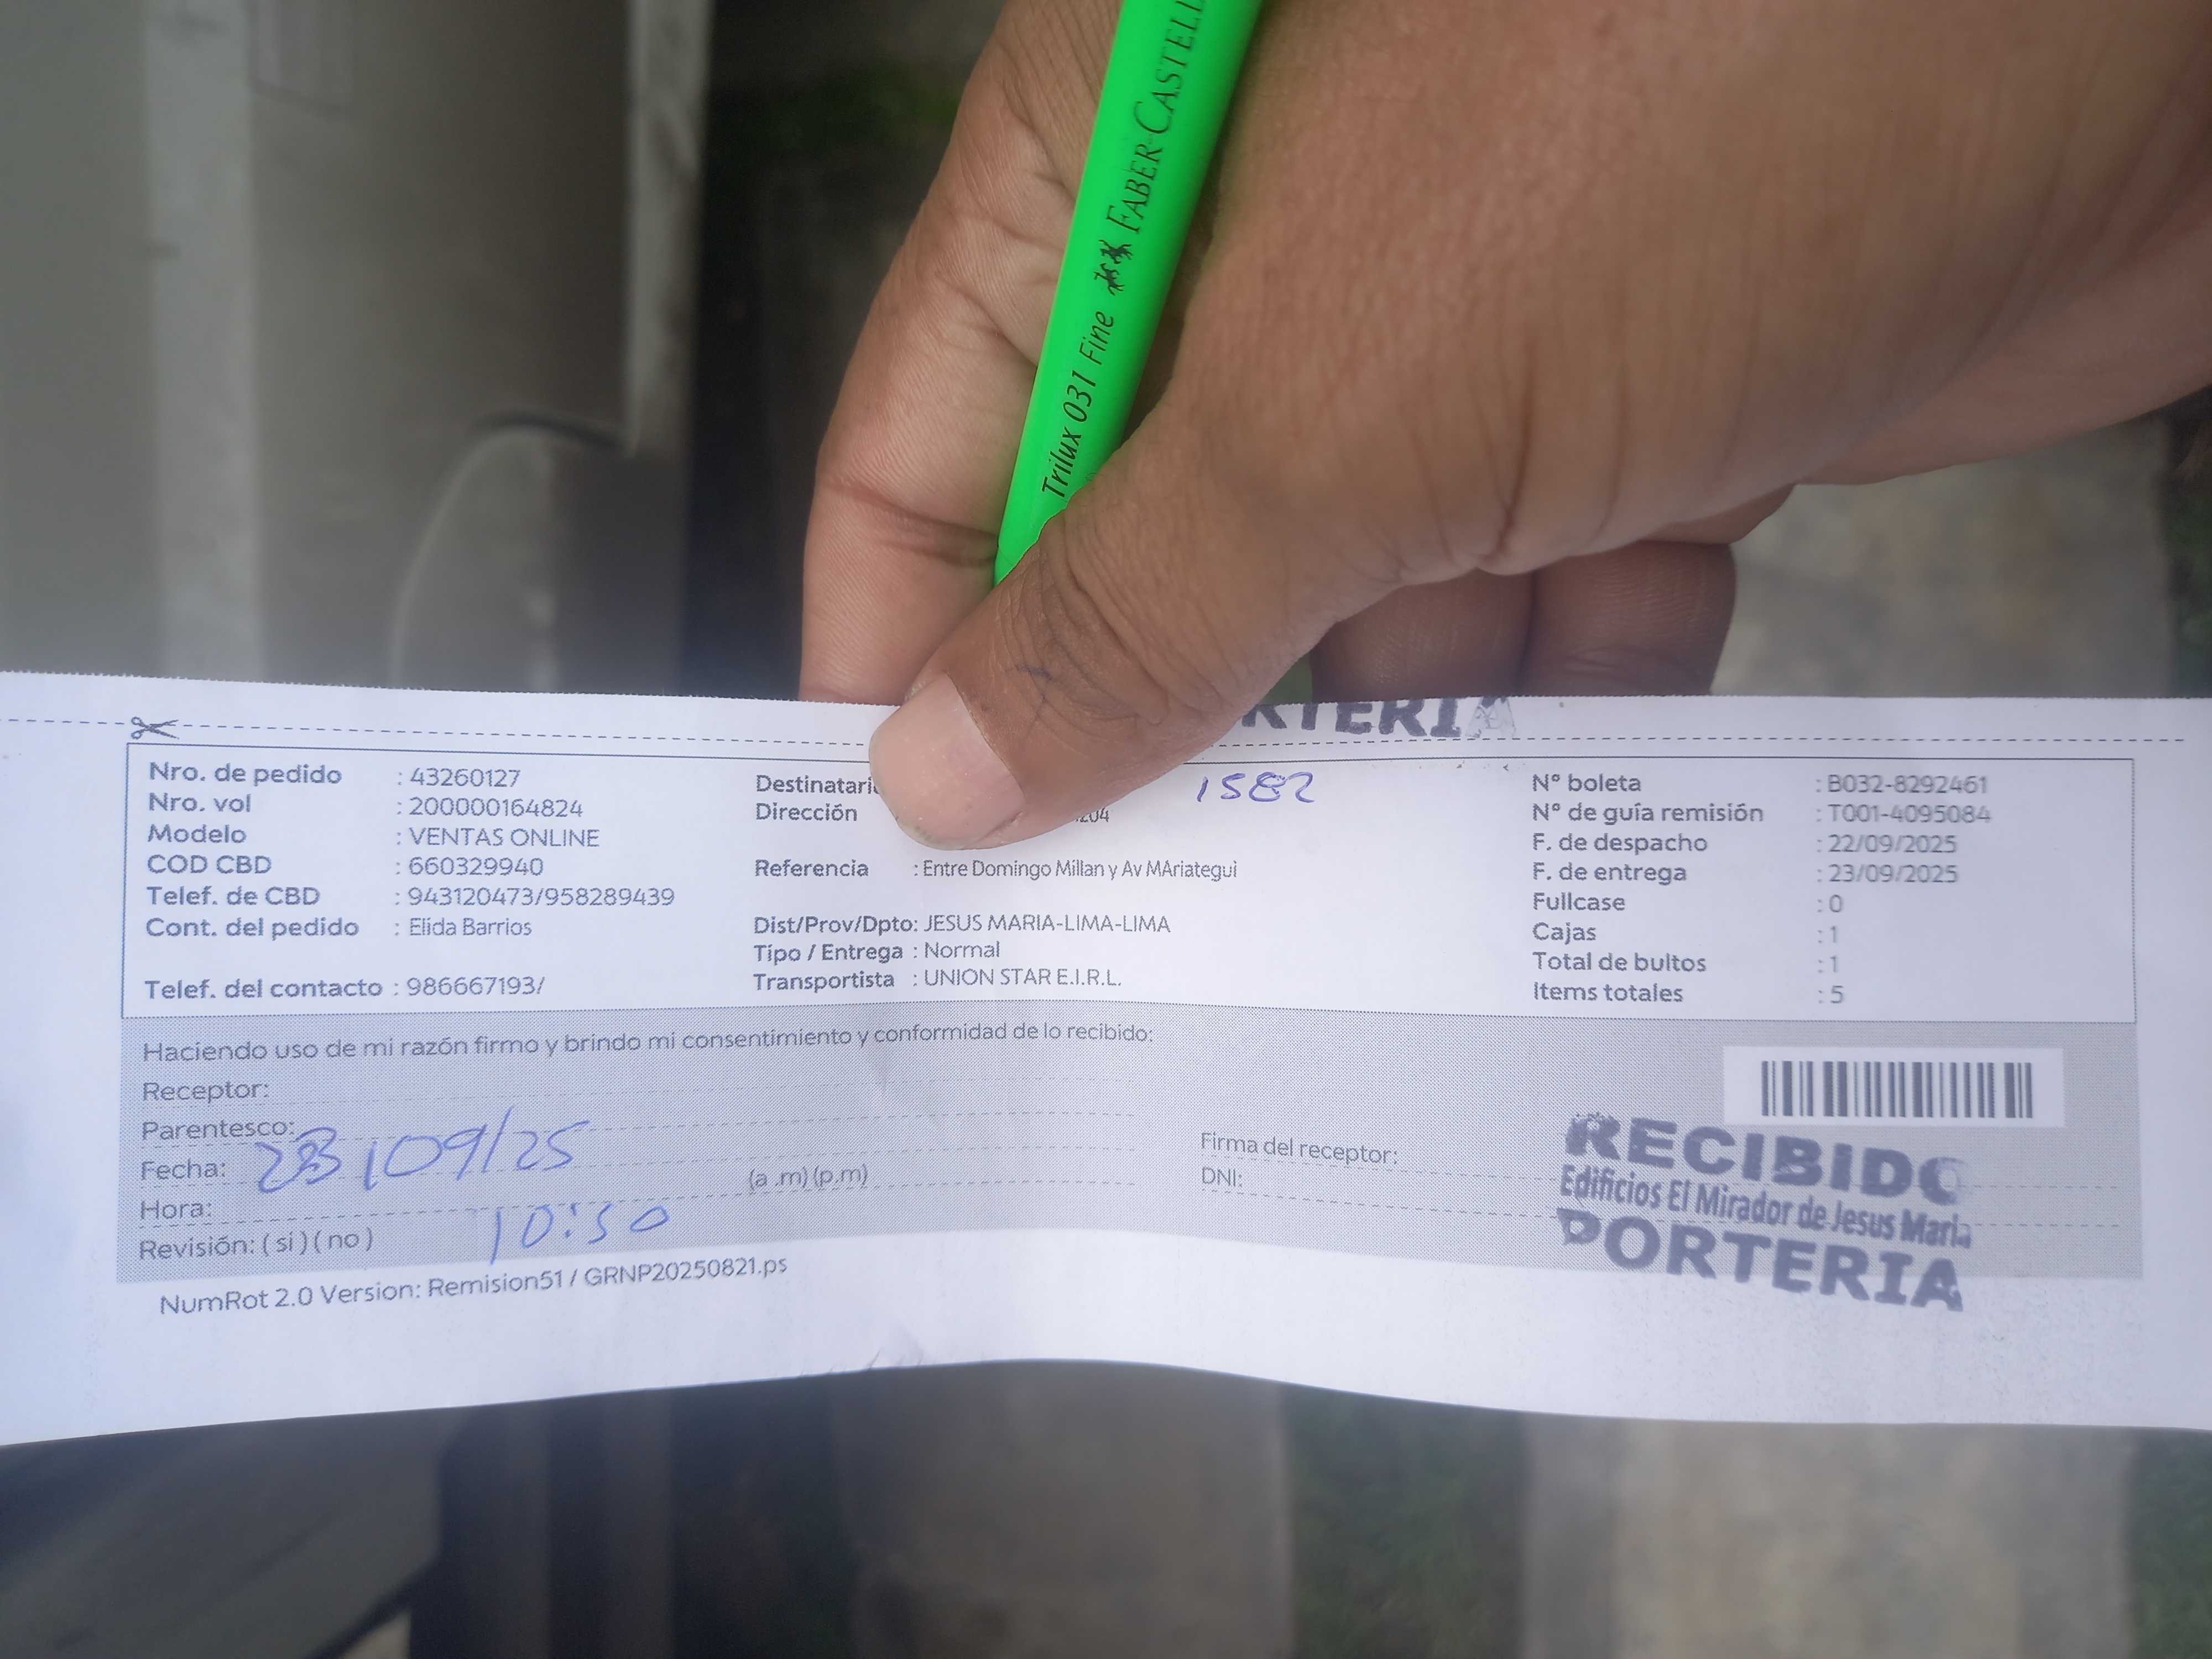 Trilux 031 Fine FABER-CASTELL
Nro. de pedido : 43260127
Nro. vol : 200000164824
Modelo : VENTAS ONLINE
COD CBD : 660329940
Telef. de CBD : 943120473/958289439
Cont. del pedido : Elida Barrios
Telef. del contacto : 986667193/
1582
Dirección
Referencia : Entre Domingo Millan y Av MAriategui
Dist/Prov/Dpto: JESUS MARIA-LIMA-LIMA
Tipo / Entrega : Normal
Transportista : UNION STAR E.I.R.L.
N° boleta : B032-8292461
N° de guía remisión : T001-4095084
F. de despacho : 22/09/2025
F. de entrega : 23/09/2025
Fullcase : 0
Cajas : 1
Total de bultos : 1
Items totales : 5
Haciendo uso de mi razón firmo y brindo mi consentimiento y conformidad de lo recibido:
Receptor:
Parentesco:
Fecha: 23/09/25
Hora: 10:50 (a .m) (p.m)
Revisión: ( si ) ( no )
Firma del receptor:
DNI:
RECIBIDO
Edificios El Mirador de Jesus Maria
PORTERIA
NumRot 2.0 Version: Remision51 / GRNP20250821.ps